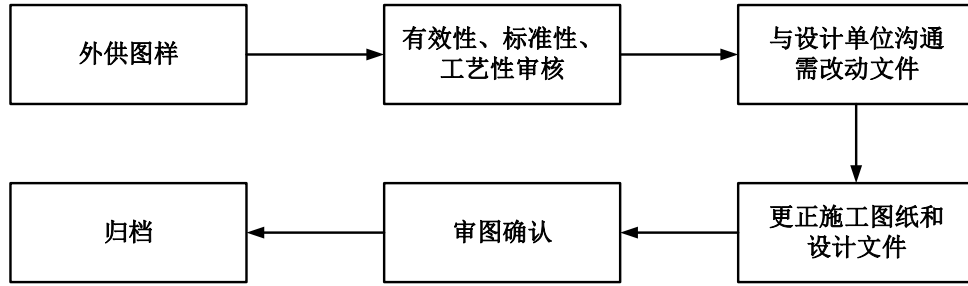 外供图样
有效性、标准性、
工艺性审核
与设计单位沟通
需改动文件
更正施工图纸和
设计文件
审图确认
归档